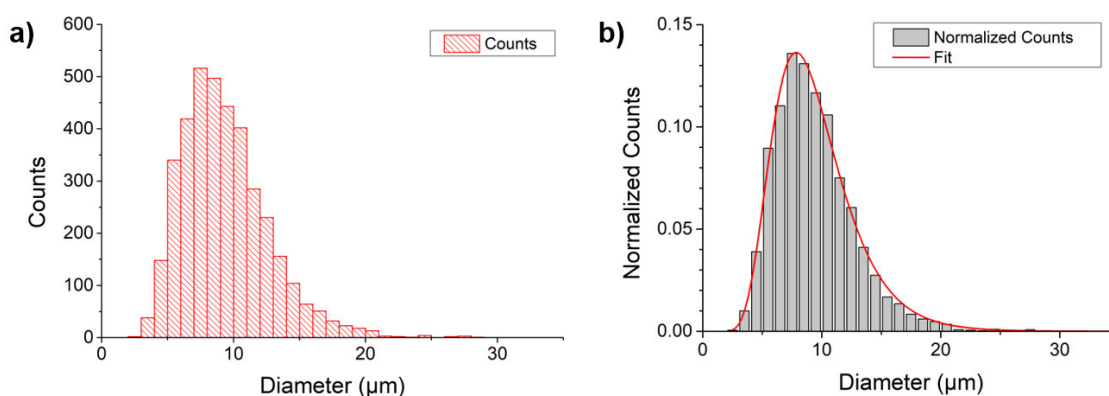 a)
600
500
400
300
200
100
0
Counts
Counts
0 10 20 30
Diameter (µm)
b)
0.15
0.10
0.05
0.00
Normalized Counts
Normalized Counts
Fit
0 10 20 30
Diameter (µm)